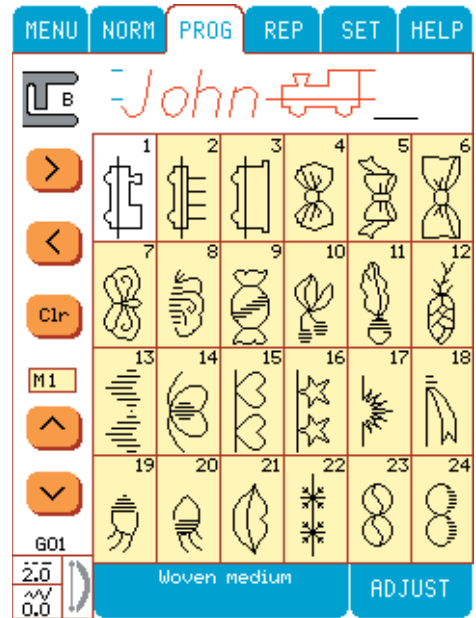 MENU NORM PROG REP SET HELP
B John
> 1 2 3 4 5 6
< 7 8 9 10 11 12
Clr
M1 13 14 15 16 17 18
19 20 21 22 23 24
G01
2.0 Woven medium ADJUST
0.0